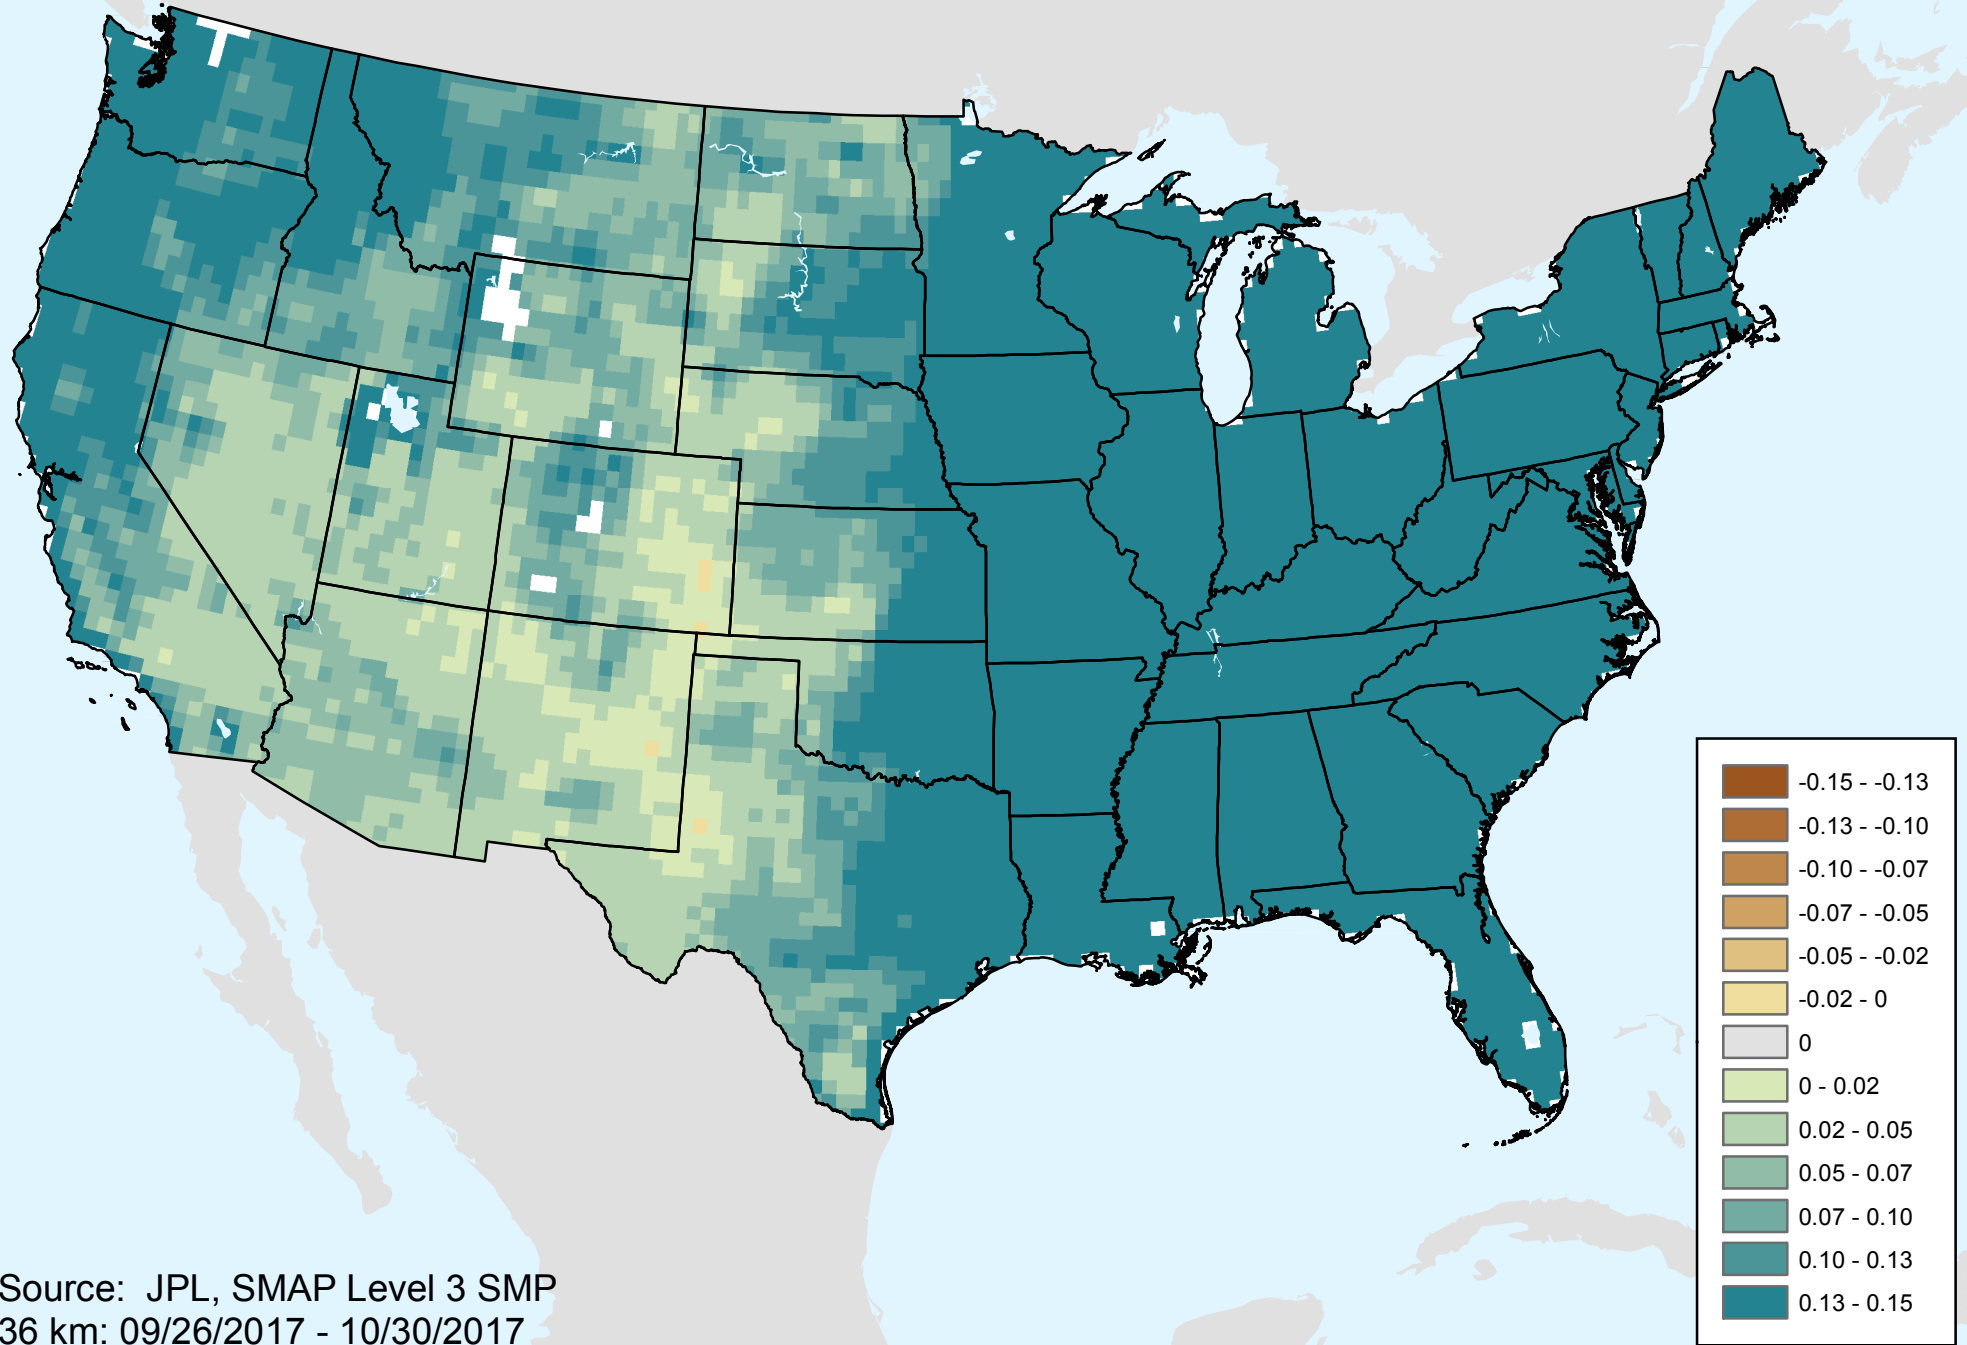 -0.15 - -0.13
-0.13 - -0.10
-0.10 - -0.07
-0.07 - -0.05
-0.05 - -0.02
-0.02 - 0
0
0 - 0.02
0.02 - 0.05
0.05 - 0.07
0.07 - 0.10
0.10 - 0.13
0.13 - 0.15
Source: JPL, SMAP Level 3 SMP
36 km: 09/26/2017 - 10/30/2017